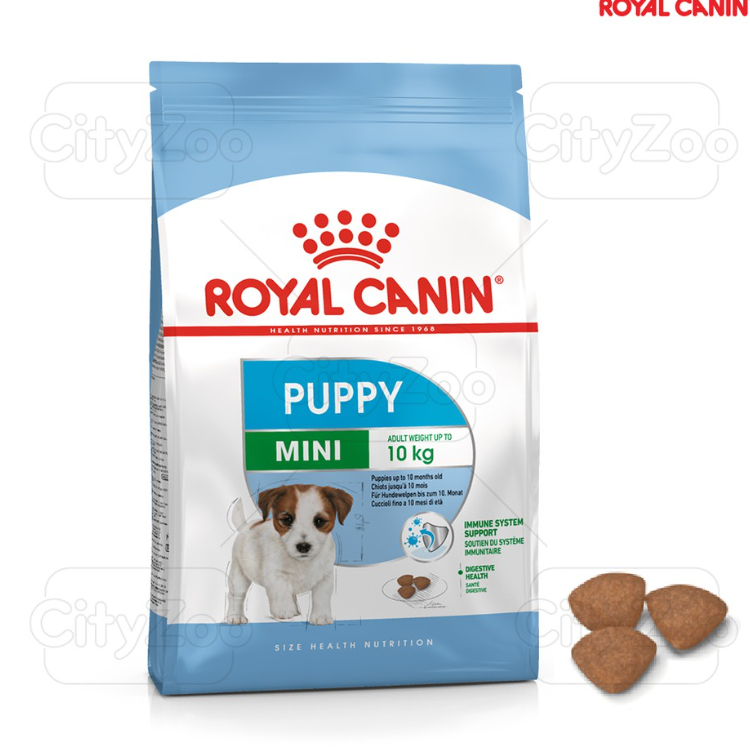 ROYAL CANIN
CityZoo
CityZoo
ROYAL CANIN®
HEALTH NUTRITION SINCE 1968
CityZoo
PUPPY
MINI
ADULT WEIGHT UP TO
10 kg
Puppies up to 10 months old
Chiots jusqu'à 10 mois
Für Hundewelpen bis zum 10. Monat
Cuccioli fino a 10 mesi di età
IMMUNE SYSTEM
SUPPORT
SOUTIEN DU SYSTÈME
IMMUNITAIRE
DIGESTIVE
HEALTH
SANTÉ
DIGESTIVE
CityZoo
CityZoo
SIZE HEALTH NUTRITION